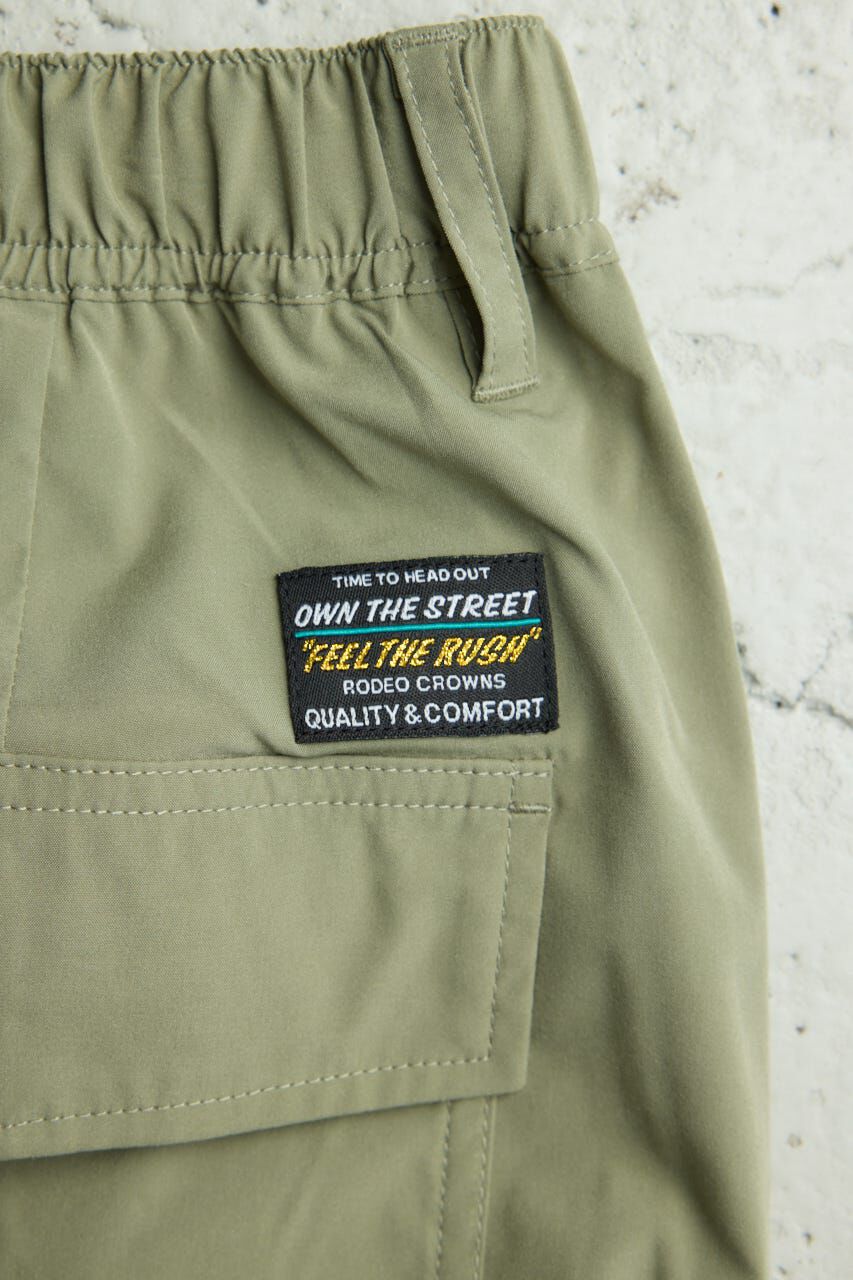 TIME TO HEAD OUT
OWN THE STREET
"FEEL THE RUSH"
RODEO CROWNS
QUALITY & COMFORT